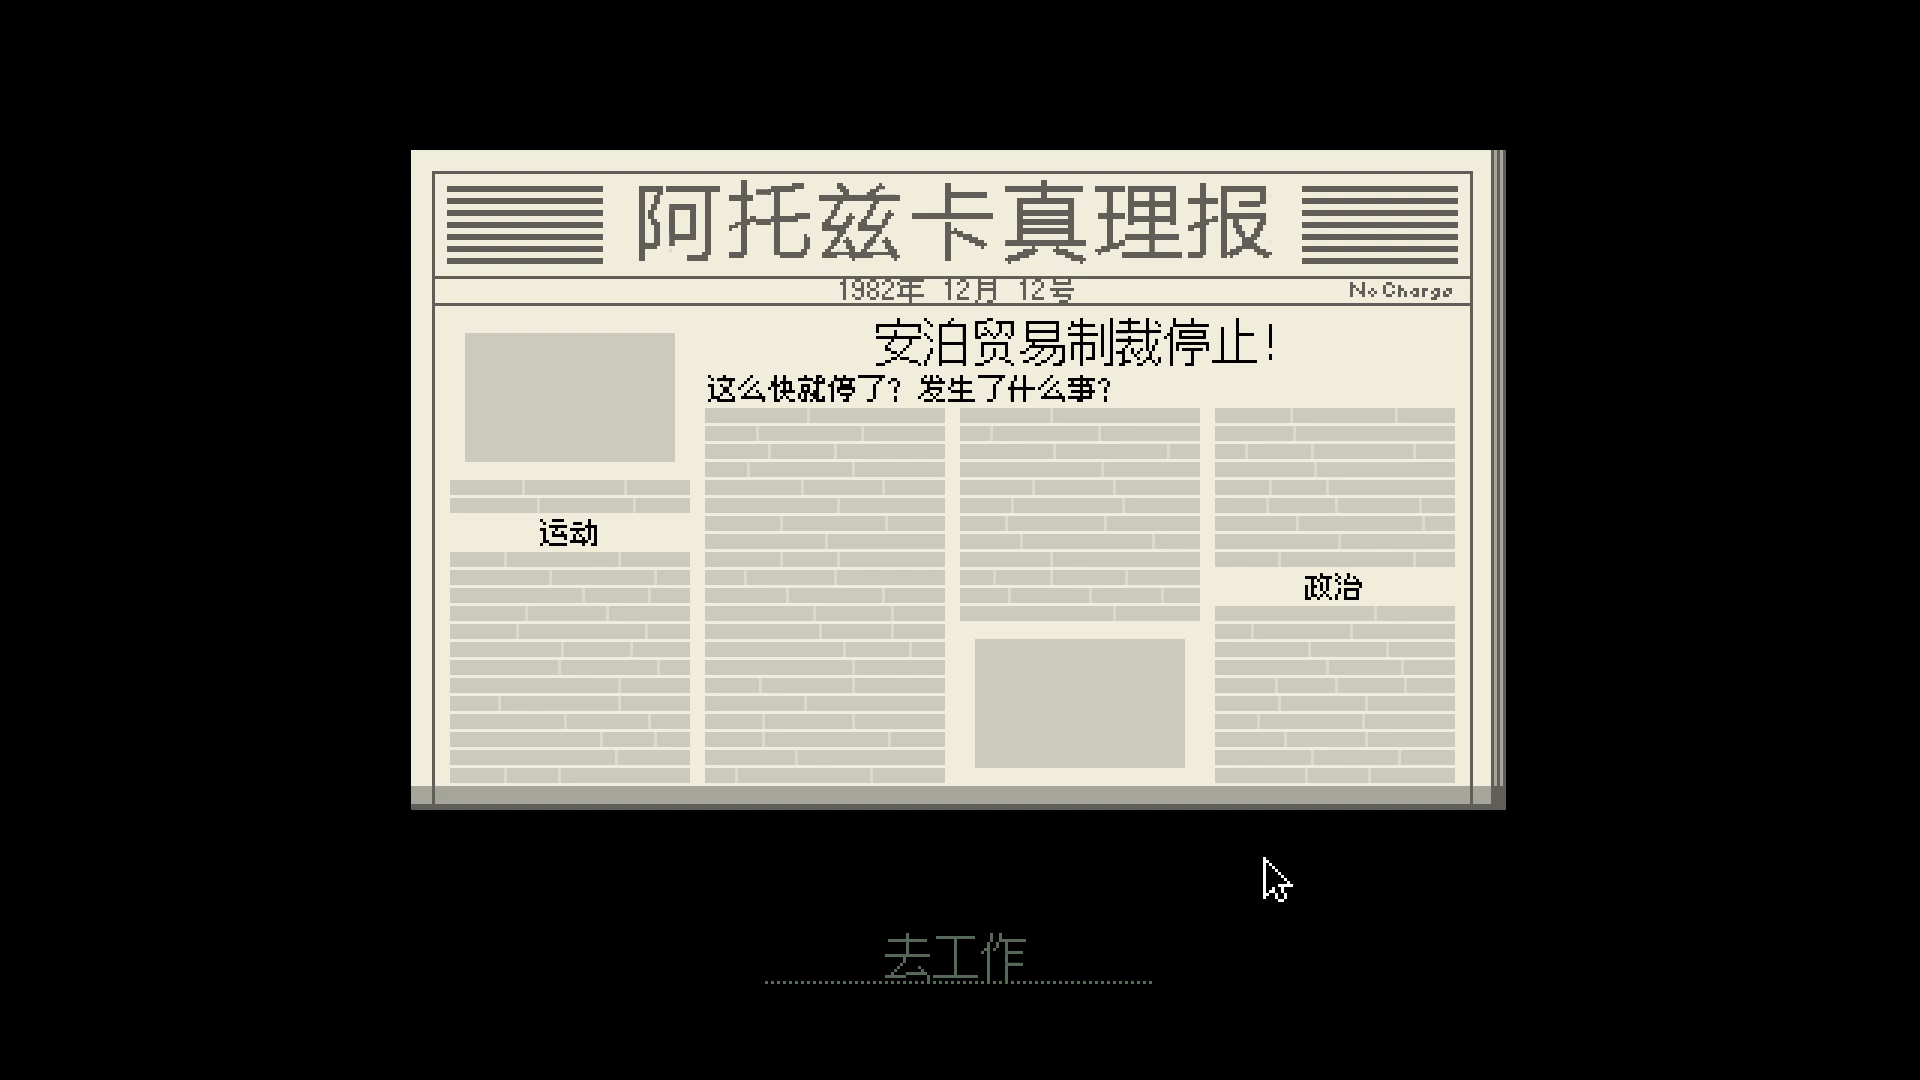 阿托兹卡真理报
1982年 12月 12号
No Charge
安泊贸易制裁停止!
这么快就停了? 发生了什么事?
运动
政治
去工作